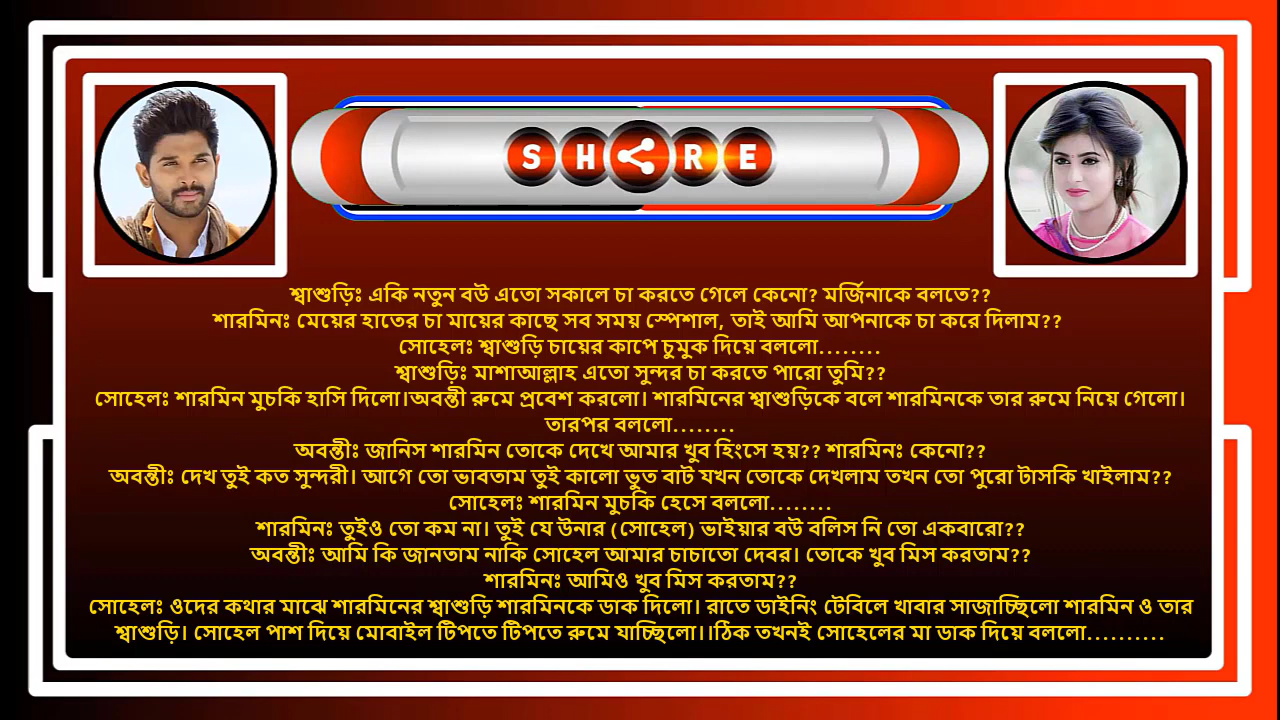 SHARE
শ্বাশুড়িঃ একি নতুন বউ এতো সকালে চা করতে গেলে কেনো? মর্জিনাকে বলতে??
শারমিনঃ মেয়ের হাতের চা মায়ের কাছে সব সময় স্পেশাল, তাই আমি আপনাকে চা করে দিলাম??
সোহেলঃ শ্বাশুড়ি চায়ের কাপে চুমুক দিয়ে বললো........
শ্বাশুড়িঃ মাশাআল্লাহ এতো সুন্দর চা করতে পারো তুমি??
সোহেলঃ শারমিন মুচকি হাসি দিলো।অবন্তী রুমে প্রবেশ করলো। শারমিনের শ্বাশুড়িকে বলে শারমিনকে তার রুমে নিয়ে গেলো।
তারপর বললো........
অবন্তীঃ জানিস শারমিন তোকে দেখে আমার খুব হিংসে হয়?? শারমিনঃ কেনো??
অবন্তীঃ দেখ তুই কত সুন্দরী। আগে তো ভাবতাম তুই কালো ভুত বাট যখন তোকে দেখলাম তখন তো পুরো টাসকি খাইলাম??
সোহেলঃ শারমিন মুচকি হেসে বললো........
শারমিনঃ তুইও তো কম না। তুই যে উনার (সোহেল) ভাইয়ার বউ বলিস নি তো একবারো??
অবন্তীঃ আমি কি জানতাম নাকি সোহেল আমার চাচাতো দেবর। তোকে খুব মিস করতাম??
শারমিনঃ আমিও খুব মিস করতাম??
সোহেলঃ ওদের কথার মাঝে শারমিনের শ্বাশুড়ি শারমিনকে ডাক দিলো। রাতে ডাইনিং টেবিলে খাবার সাজাচ্ছিলো শারমিন ও তার
শ্বাশুড়ি। সোহেল পাশ দিয়ে মোবাইল টিপতে টিপতে রুমে যাচ্ছিলো।।ঠিক তখনই সোহেলের মা ডাক দিয়ে বললো..........